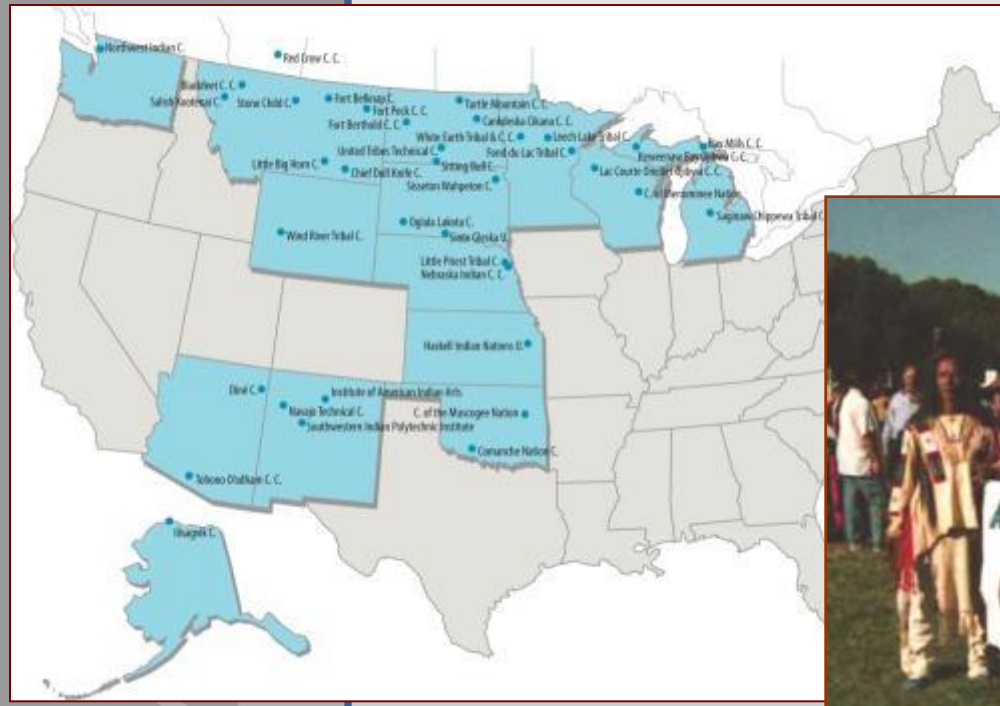 Northwest Indian C.
Red Crow C. C.
Blackfeet C. C.
Salish Kootenai C.
Stone Child C.
Fort Belknap C.
Fort Peck C. C.
Fort Berthold C. C.
Turtle Mountain C. C.
Cankdeska Cikana C. C.
White Earth Tribal & C. C.
Leech Lake Tribal C.
United Tribes Technical C.
Fond du Lac Tribal C.
Bay Mills C. C.
Keweenaw Bay Ojibwa C. C.
Little Big Horn C.
Chief Dull Knife C.
Sitting Bull C.
Lac Courte Oreilles Ojibwa C. C.
Sisseton Wahpeton C.
C. of Menominee Nation
Saginaw Chippewa Tribal C.
Oglala Lakota C.
Wind River Tribal C.
Sinte Gleska U.
Little Priest Tribal C.
Nebraska Indian C. C.
Haskell Indian Nations U.
Diné C.
Institute of American Indian Arts
Navajo Technical C.
C. of the Muscogee Nation
Southwestern Indian Polytechnic Institute
Comanche Nation C.
Tohono O'odham C. C.
Ilisagvik C.